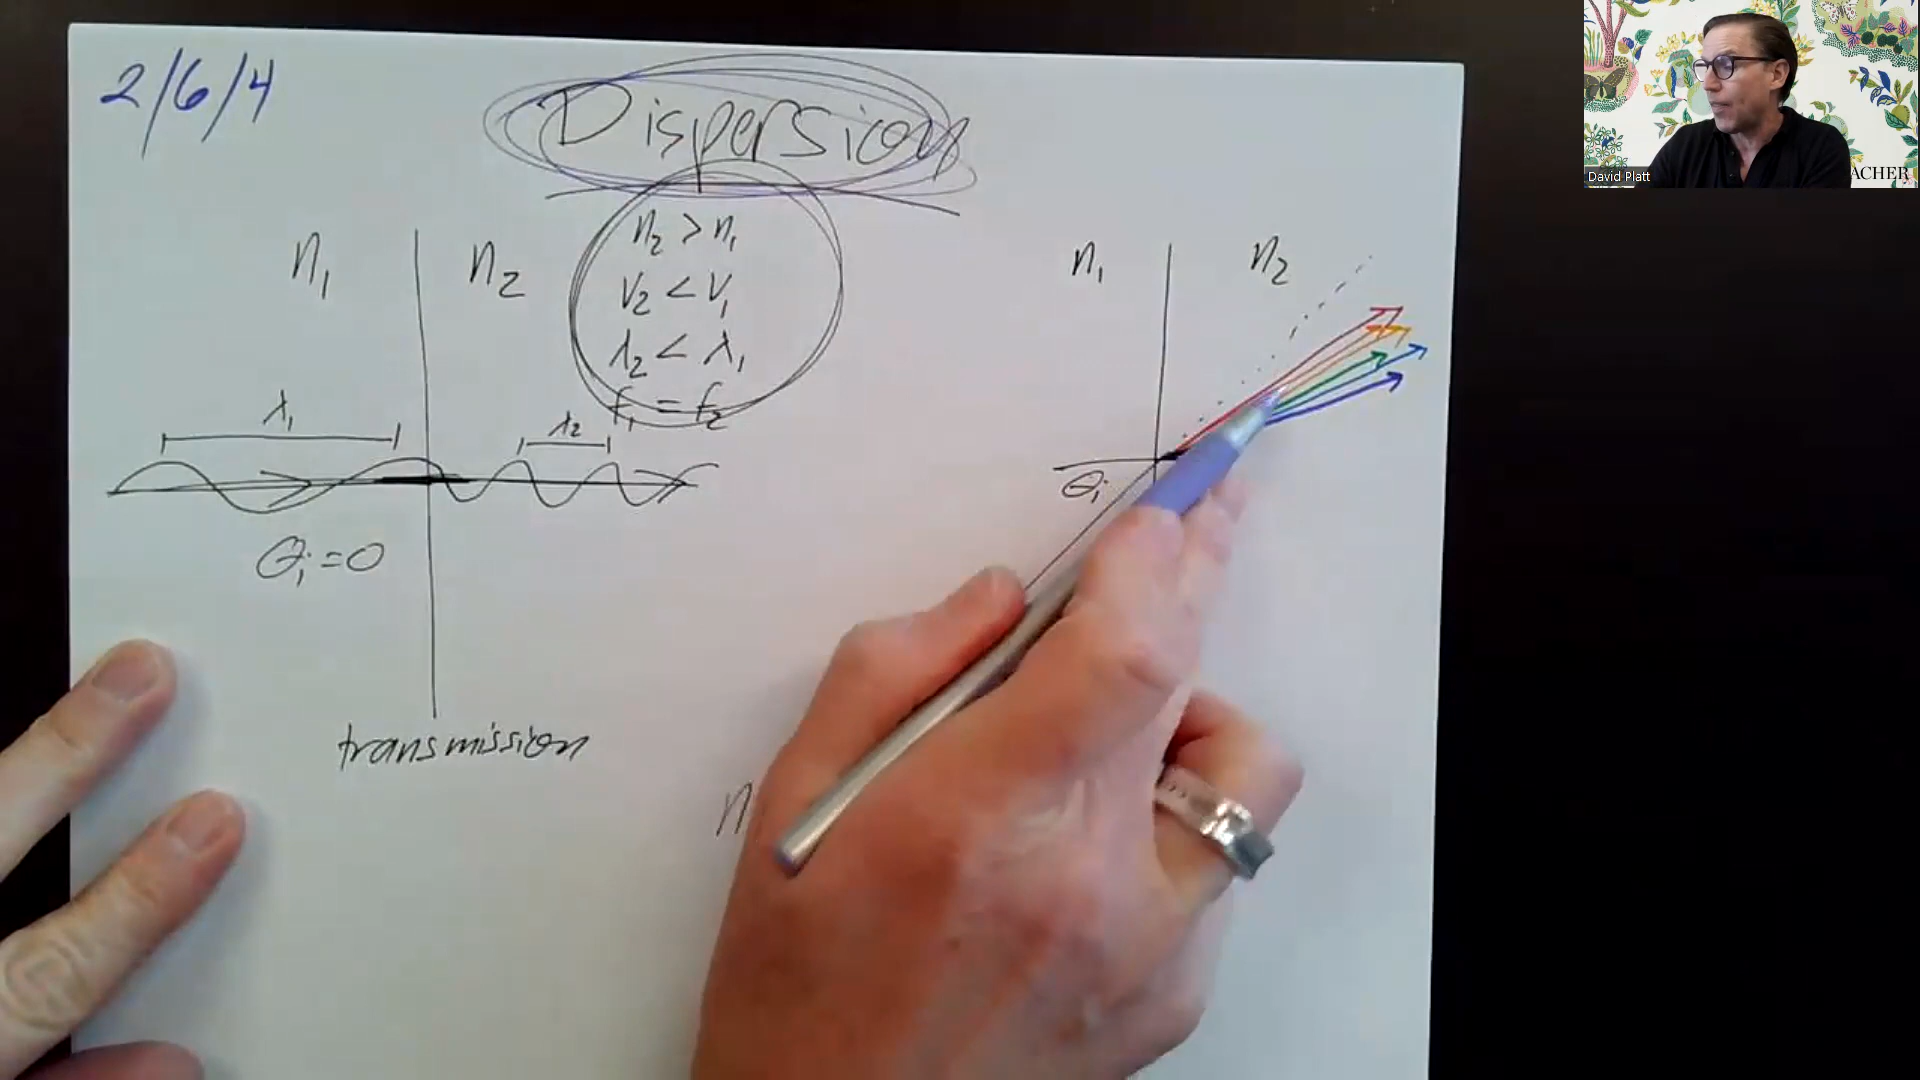 2/6/4
Dispersion
n₁
n₂
n₂ > n₁
v₂ < v₁
λ₂ < λ₁
f₁ = f₂
λ₁
λ₂
θᵢ = 0
transmission
n₁
n₂
θᵢ
n
David Platt
ACHER